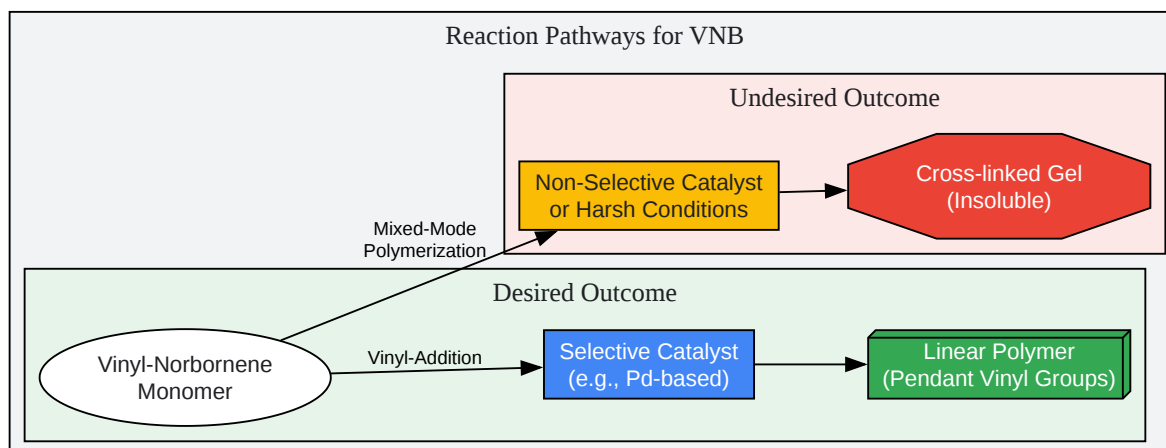 Reaction Pathways for VNB
Undesired Outcome
Non-Selective Catalyst
or Harsh Conditions
Cross-linked Gel
(Insoluble)
Mixed-Mode
Polymerization
Desired Outcome
Vinyl-Norbornene
Monomer
Vinyl-Addition
Selective Catalyst
(e.g., Pd-based)
Linear Polymer
(Pendant Vinyl Groups)